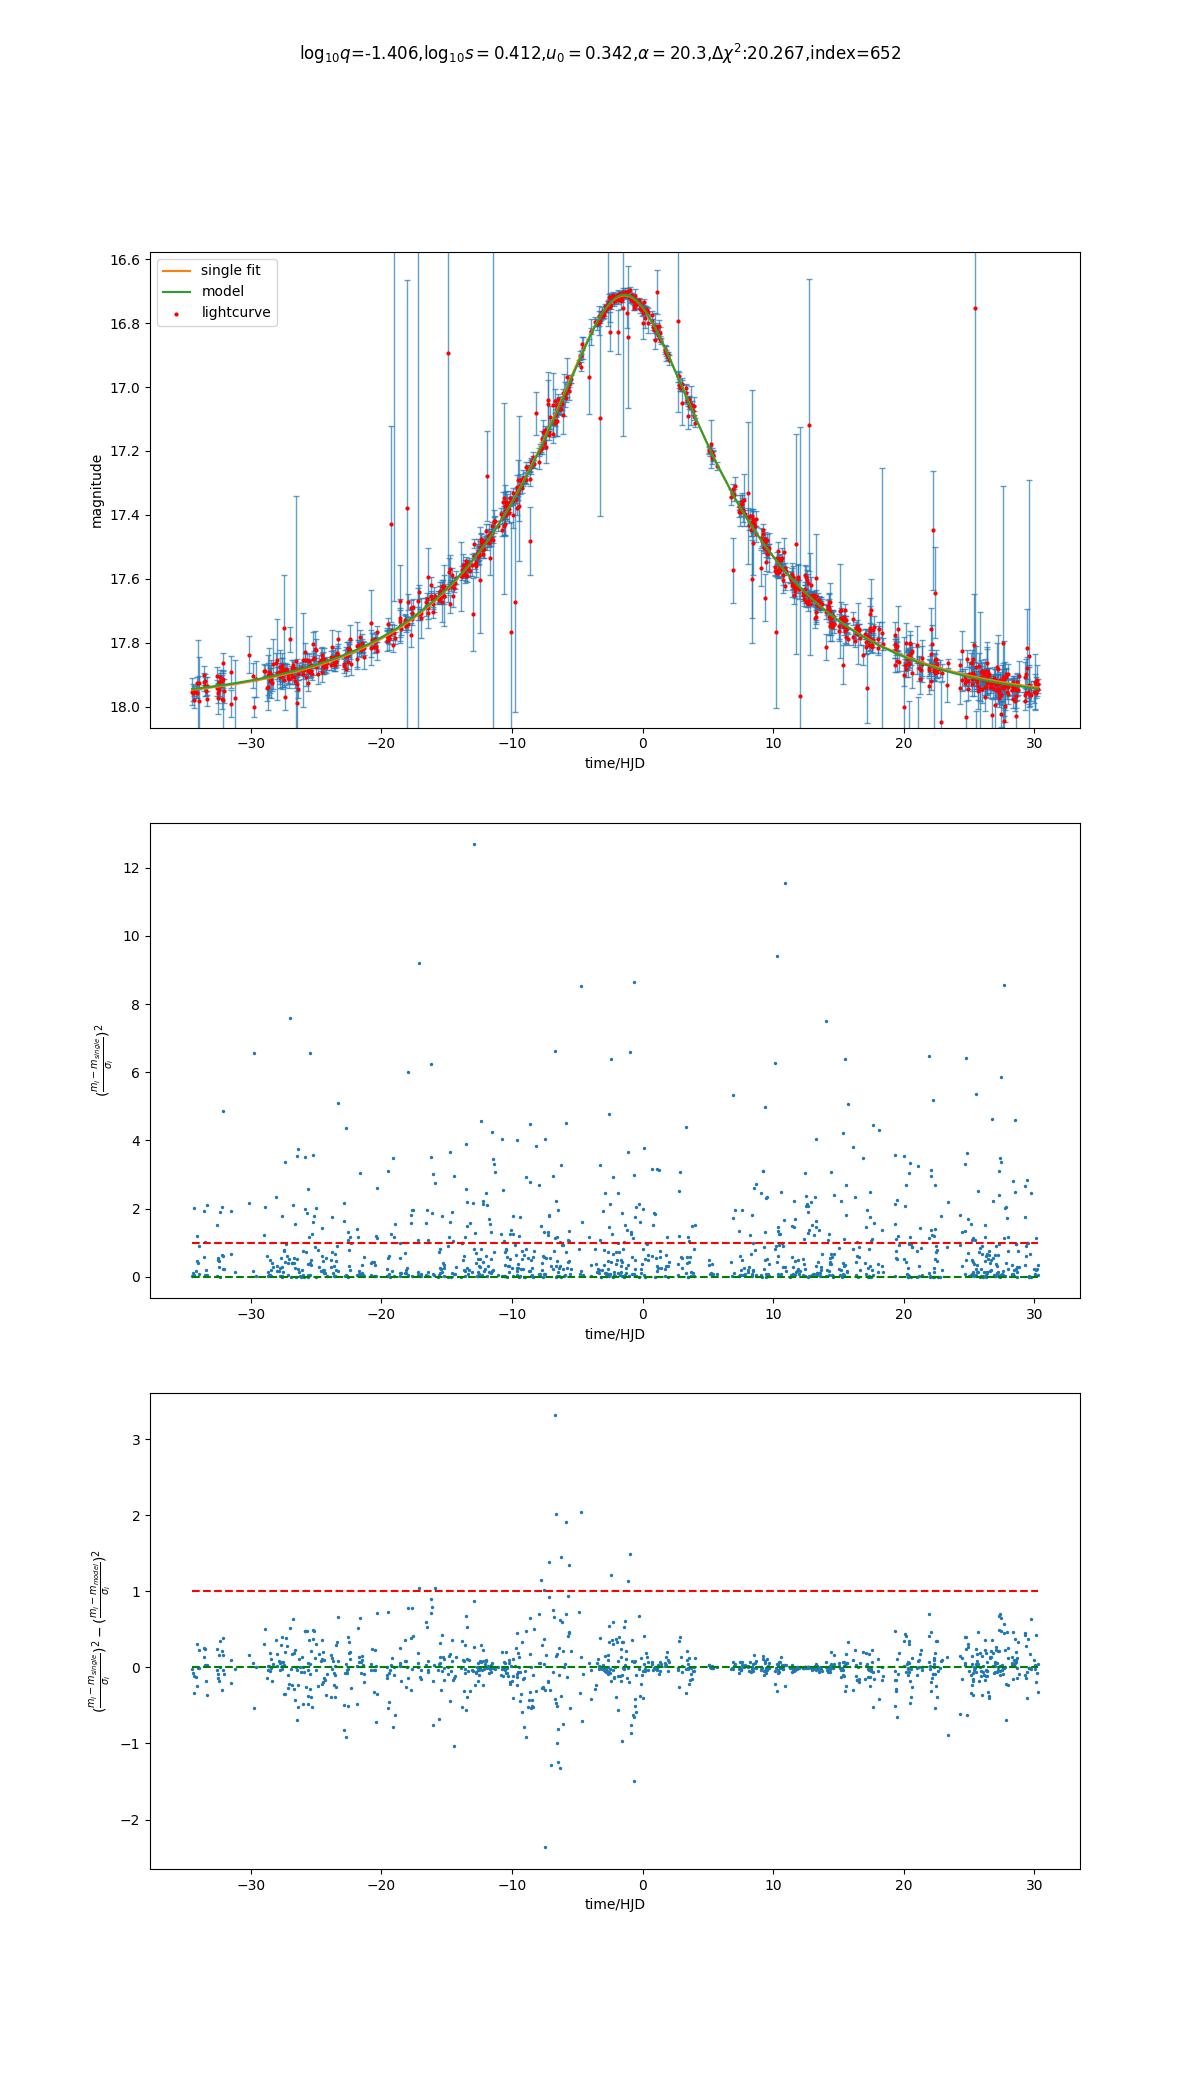 log₁₀q=-1.406,log₁₀s = 0.412,u₀ = 0.342,α = 20.3,Δχ²:20.267,index=652
single fit
model
lightcurve
16.6
16.8
17.0
17.2
17.4
17.6
17.8
18.0
magnitude
−30 −20 −10 0 10 20 30
time/HJD
12
10
8
6
4
2
0
((mᵢ − m_single)/σᵢ)²
−30 −20 −10 0 10 20 30
time/HJD
3
2
1
0
−1
−2
((mᵢ − m_single)/σᵢ)² − ((mᵢ − m_model)/σᵢ)²
−30 −20 −10 0 10 20 30
time/HJD